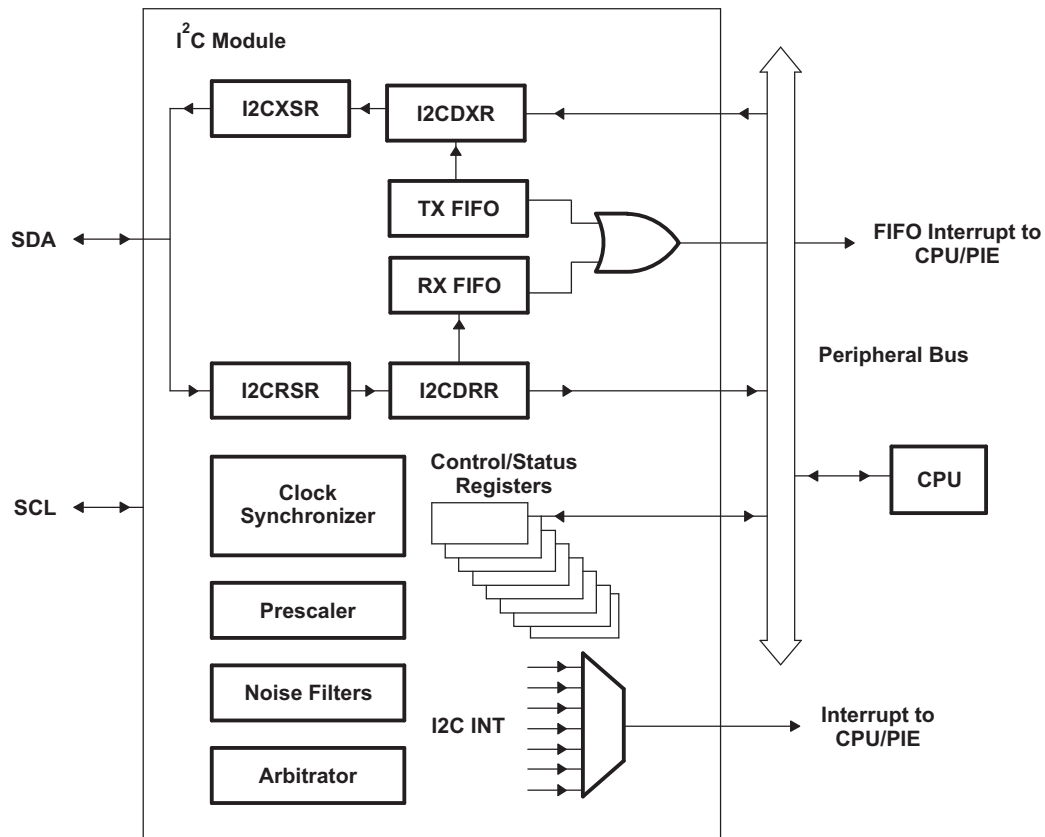 I²C Module
I2CXSR
I2CDXR
TX FIFO
SDA
FIFO Interrupt to
CPU/PIE
RX FIFO
Peripheral Bus
I2CRSR
I2CDRR
Control/Status
Registers
CPU
SCL
Clock
Synchronizer
Prescaler
Noise Filters
I2C INT
Interrupt to
CPU/PIE
Arbitrator